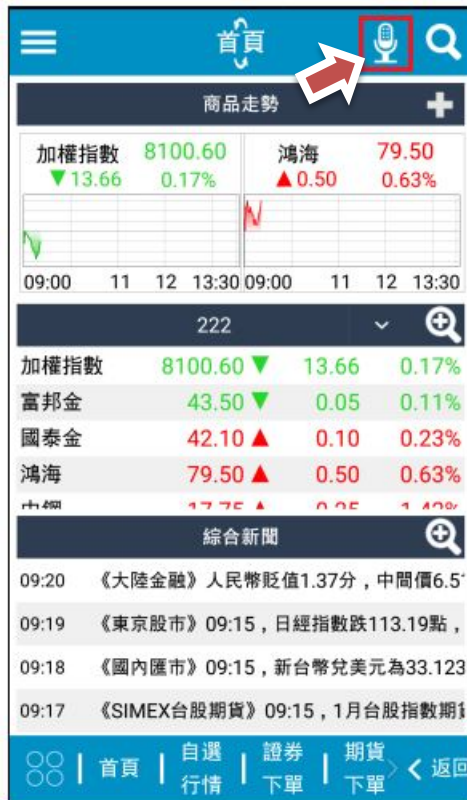 首頁
商品走勢
加權指數 8100.60 鴻海 79.50
▼13.66 0.17% ▲0.50 0.63%
09:00 11 12 13:30 09:00 11 12 13:30
222
加權指數 8100.60 ▼ 13.66 0.17%
富邦金 43.50 ▼ 0.05 0.11%
國泰金 42.10 ▲ 0.10 0.23%
鴻海 79.50 ▲ 0.50 0.63%
綜合新聞
09:20 《大陸金融》人民幣貶值1.37分，中間價6.5
09:19 《東京股市》09:15，日經指數跌113.19點，
09:18 《國內匯市》09:15，新台幣兌美元為33.123
09:17 《SIMEX台股期貨》09:15，1月台股指數期
首頁 自選 證券 期貨 返回
行情 下單 下單